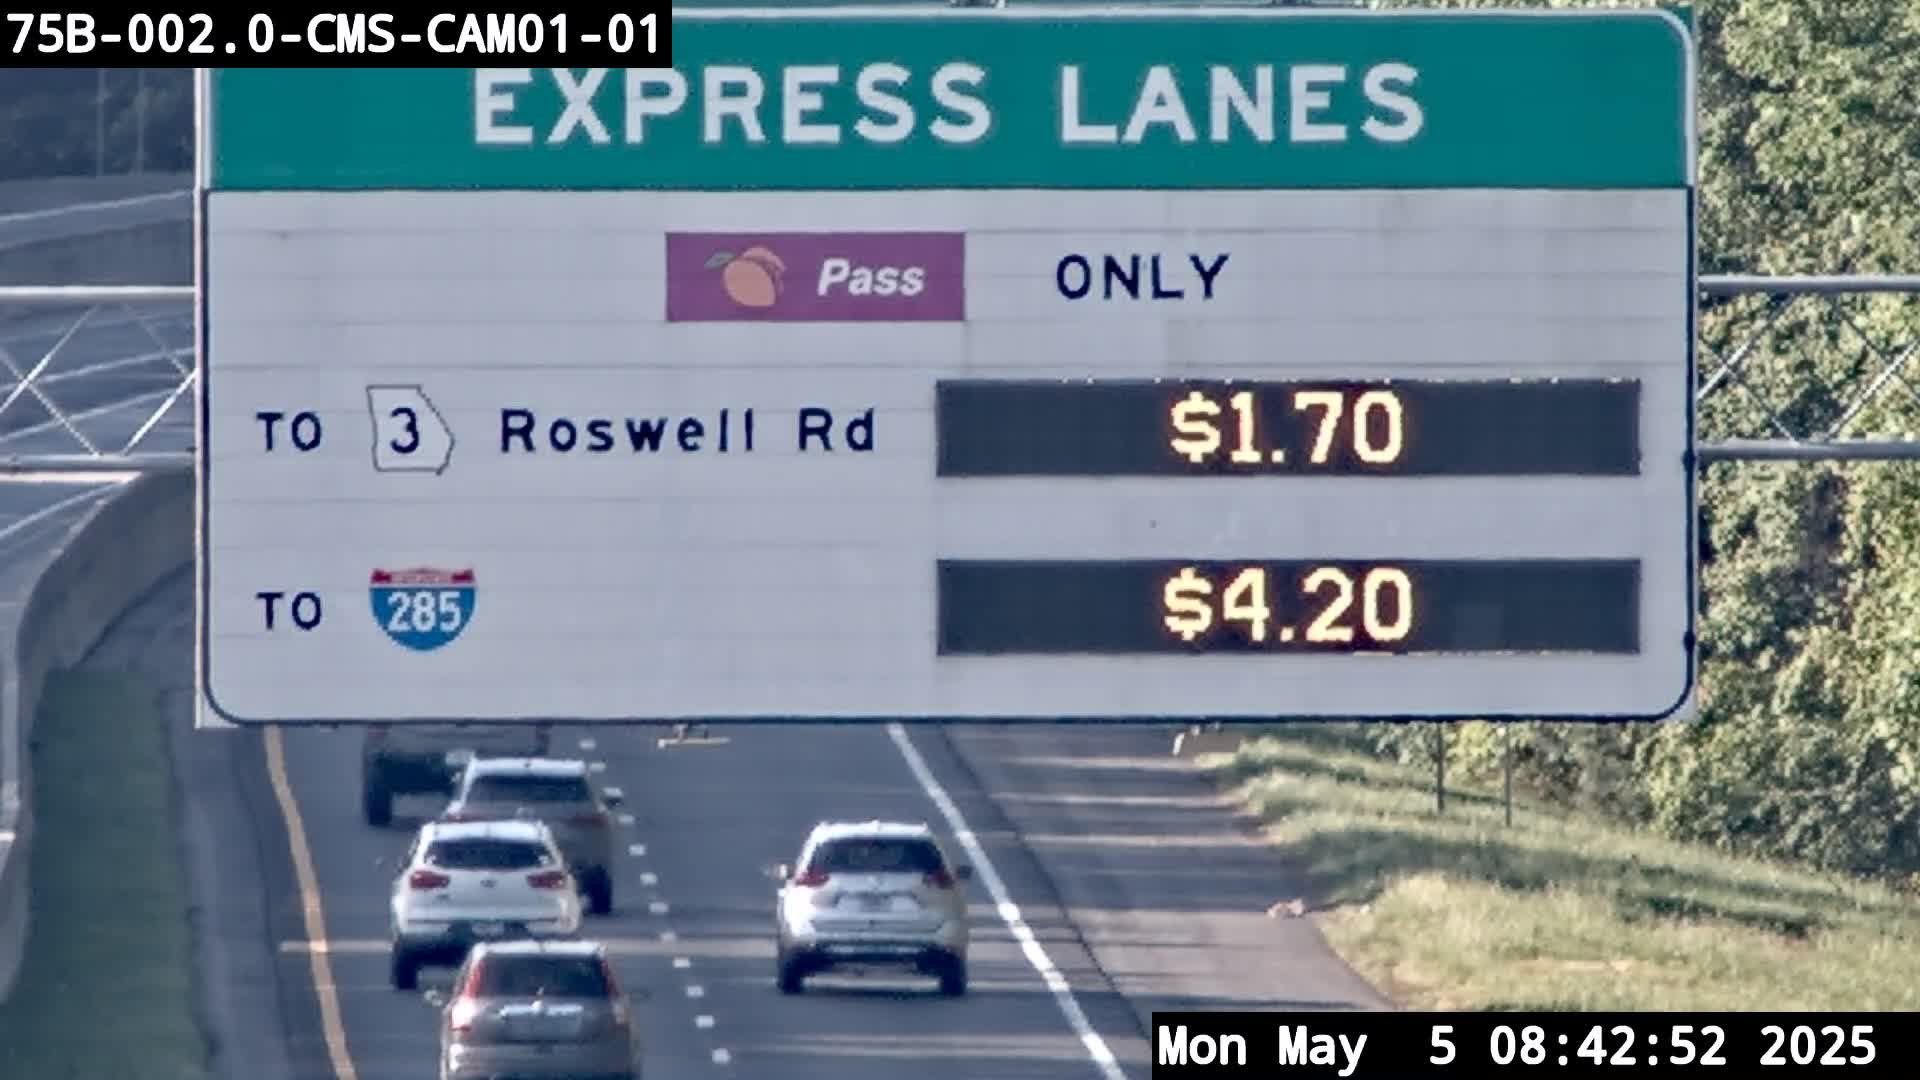 75B-002.0-CMS-CAM01-01
EXPRESS LANES
Pass ONLY
TO 3 Roswell Rd $1.70
TO 285 $4.20
Mon May 5 08:42:52 2025